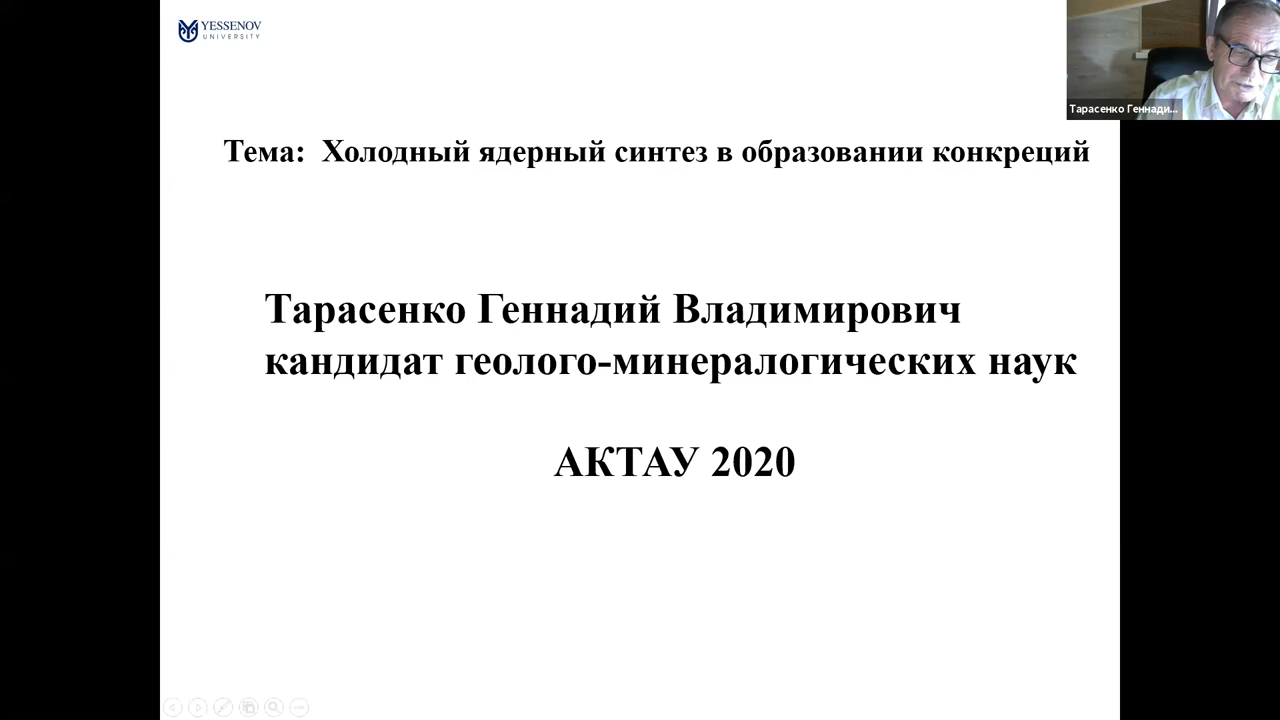 YESSENOV
UNIVERSITY
Тарасенко Геннади...
Тема: Холодный ядерный синтез в образовании конкреций
Тарасенко Геннадий Владимирович
кандидат геолого-минералогических наук
АКТАУ 2020